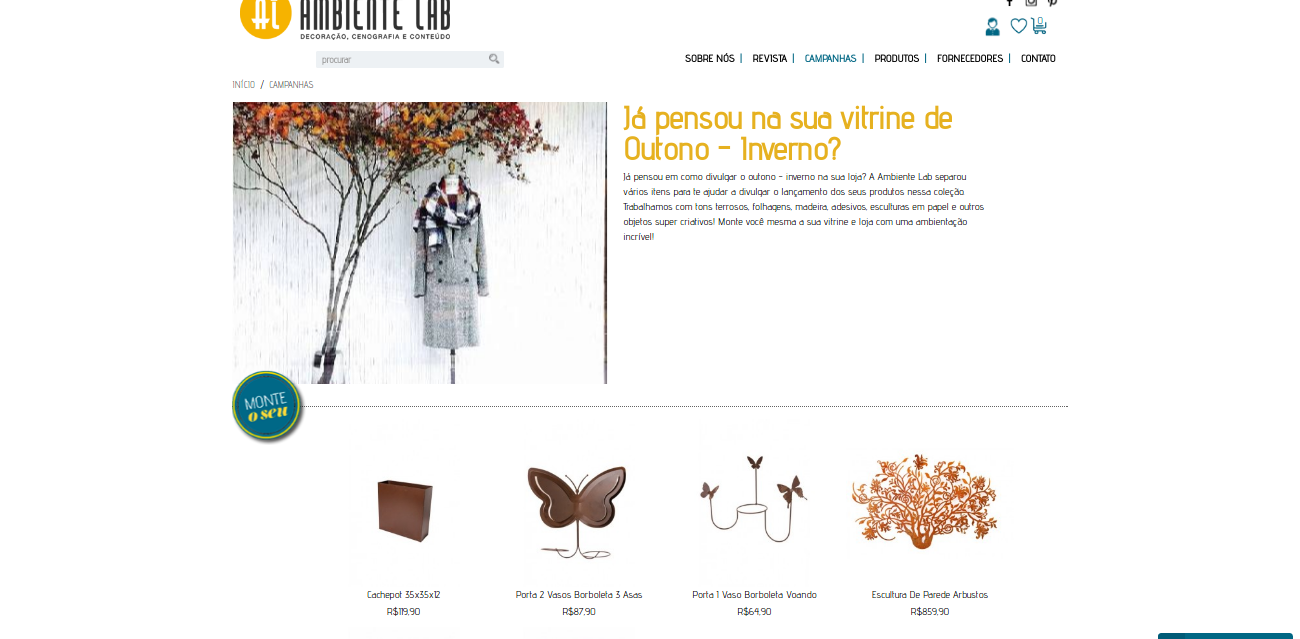 AMBIENTE LAB
DECORAÇÃO, CENOGRAFIA E CONTEÚDO
0
procurar
SOBRE NÓS | REVISTA | CAMPANHAS | PRODUTOS | FORNECEDORES | CONTATO
INÍCIO / CAMPANHAS
Já pensou na sua vitrine de
Outono - Inverno?
Já pensou em como divulgar o outono - inverno na sua loja? A Ambiente Lab separou
vários itens para te ajudar a divulgar o lançamento dos seus produtos nessa coleção.
Trabalhamos com tons terrosos, folhagens, madeira, adesivos, esculturas em papel e outros
objetos super criativos! Monte você mesma a sua vitrine e loja com uma ambientação
incrível!
MONTE
o seu
Cachepot 35x35x12
R$119,90
Porta 2 Vasos Borboleta 3 Asas
R$87,90
Porta 1 Vaso Borboleta Voando
R$64,90
Escultura De Parede Arbustos
R$859,90